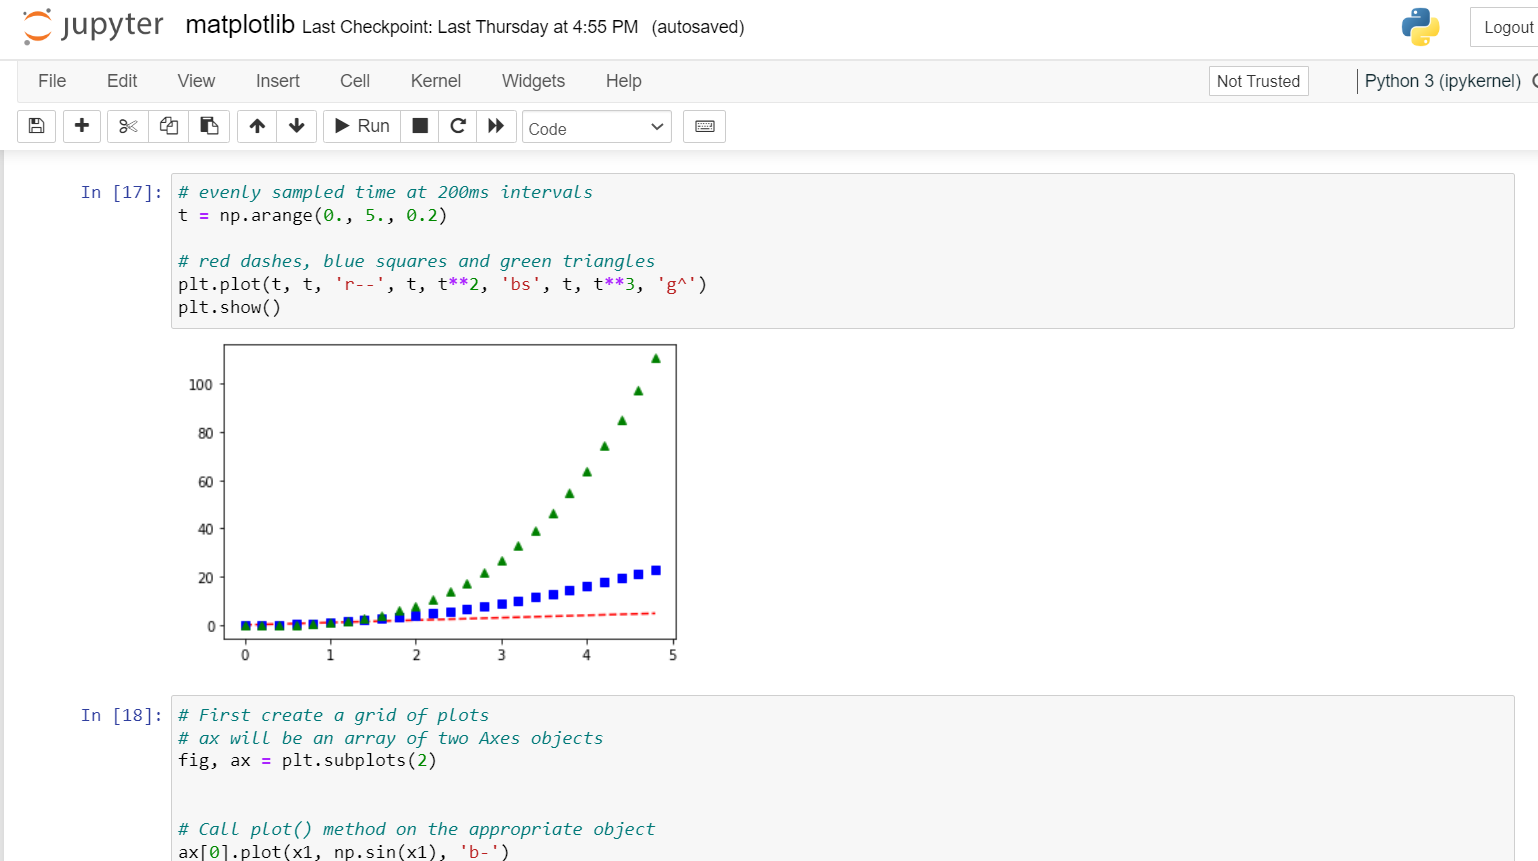 jupyter matplotlib Last Checkpoint: Last Thursday at 4:55 PM (autosaved) Logout
File Edit View Insert Cell Kernel Widgets Help Not Trusted Python 3 (ipykernel)
Run Code
In [17]: # evenly sampled time at 200ms intervals
t = np.arange(0., 5., 0.2)
# red dashes, blue squares and green triangles
plt.plot(t, t, 'r--', t, t**2, 'bs', t, t**3, 'g^')
plt.show()
100
80
60
40
20
0
0 1 2 3 4 5
In [18]: # First create a grid of plots
# ax will be an array of two Axes objects
fig, ax = plt.subplots(2)
# Call plot() method on the appropriate object
ax[0].plot(x1, np.sin(x1), 'b-')